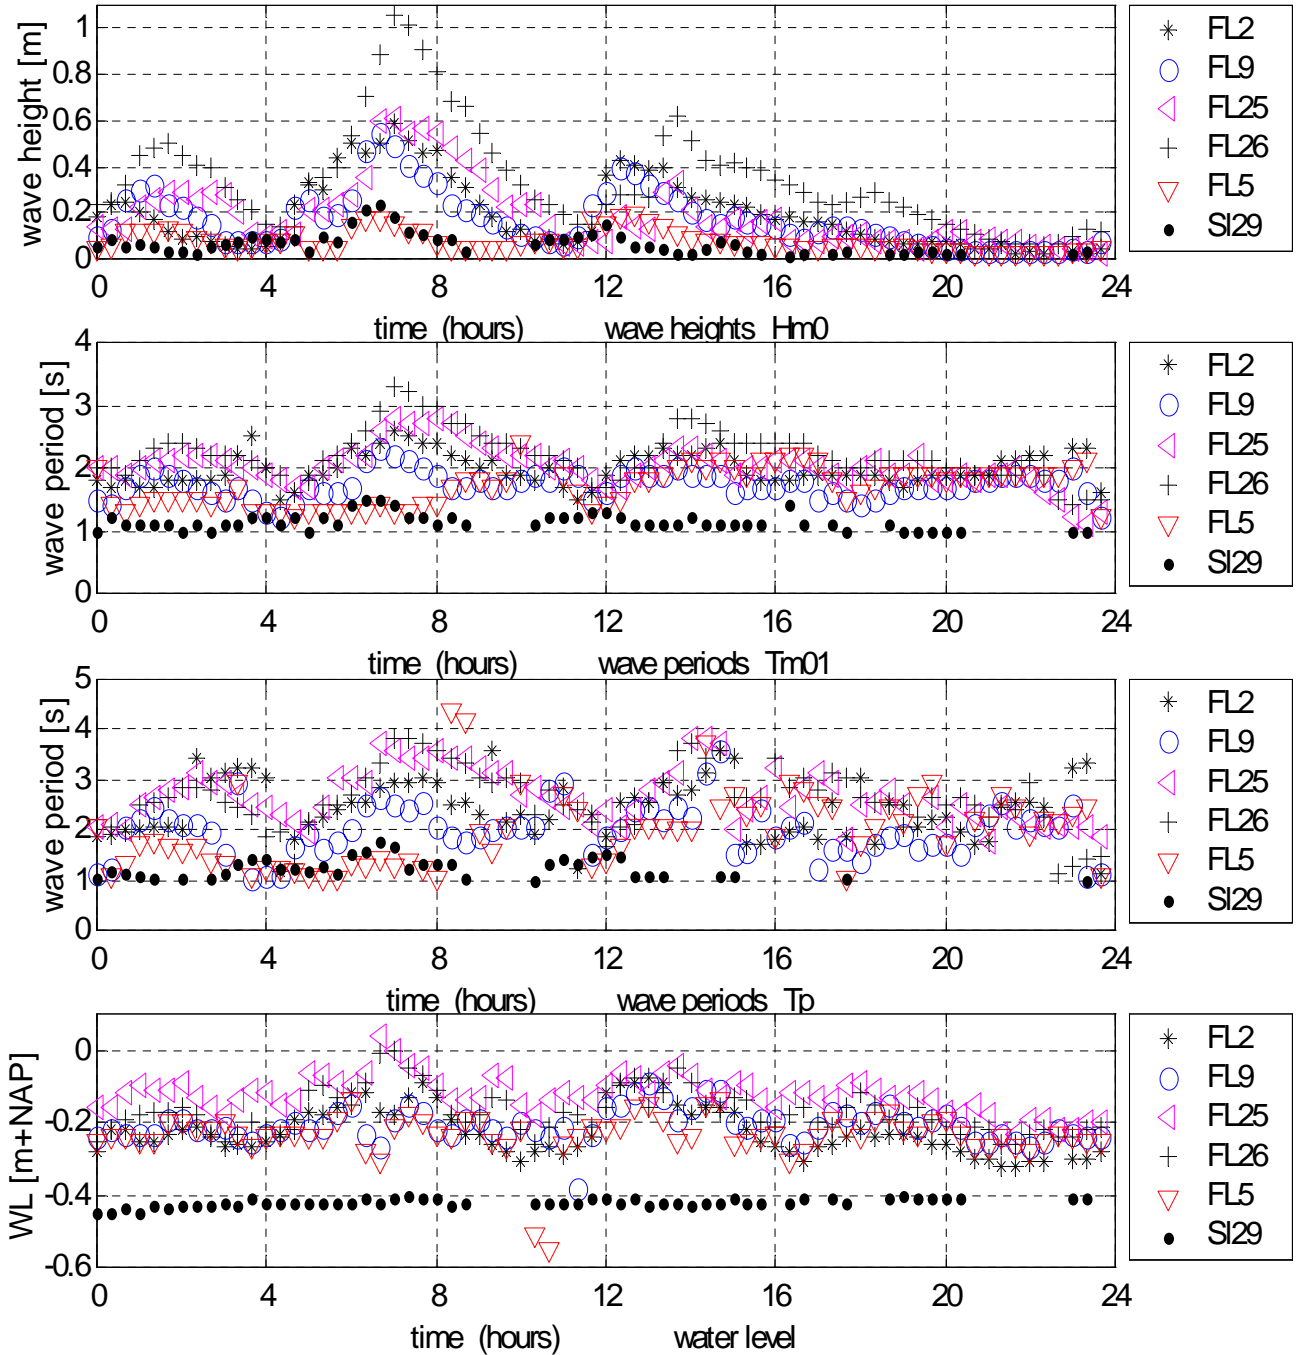 wave height [m]
1
0.8
0.6
0.4
0.2
0
0 4 8 12 16 20 24
time (hours) wave heights Hm0
FL2
FL9
FL25
FL26
FL5
SI29
wave period [s]
4
3
2
1
0
0 4 8 12 16 20 24
time (hours) wave periods Tm01
FL2
FL9
FL25
FL26
FL5
SI29
wave period [s]
5
4
3
2
1
0
0 4 8 12 16 20 24
time (hours) wave periods Tp
FL2
FL9
FL25
FL26
FL5
SI29
WL [m+NAP]
0
-0.2
-0.4
-0.6
0 4 8 12 16 20 24
time (hours) water level
FL2
FL9
FL25
FL26
FL5
SI29